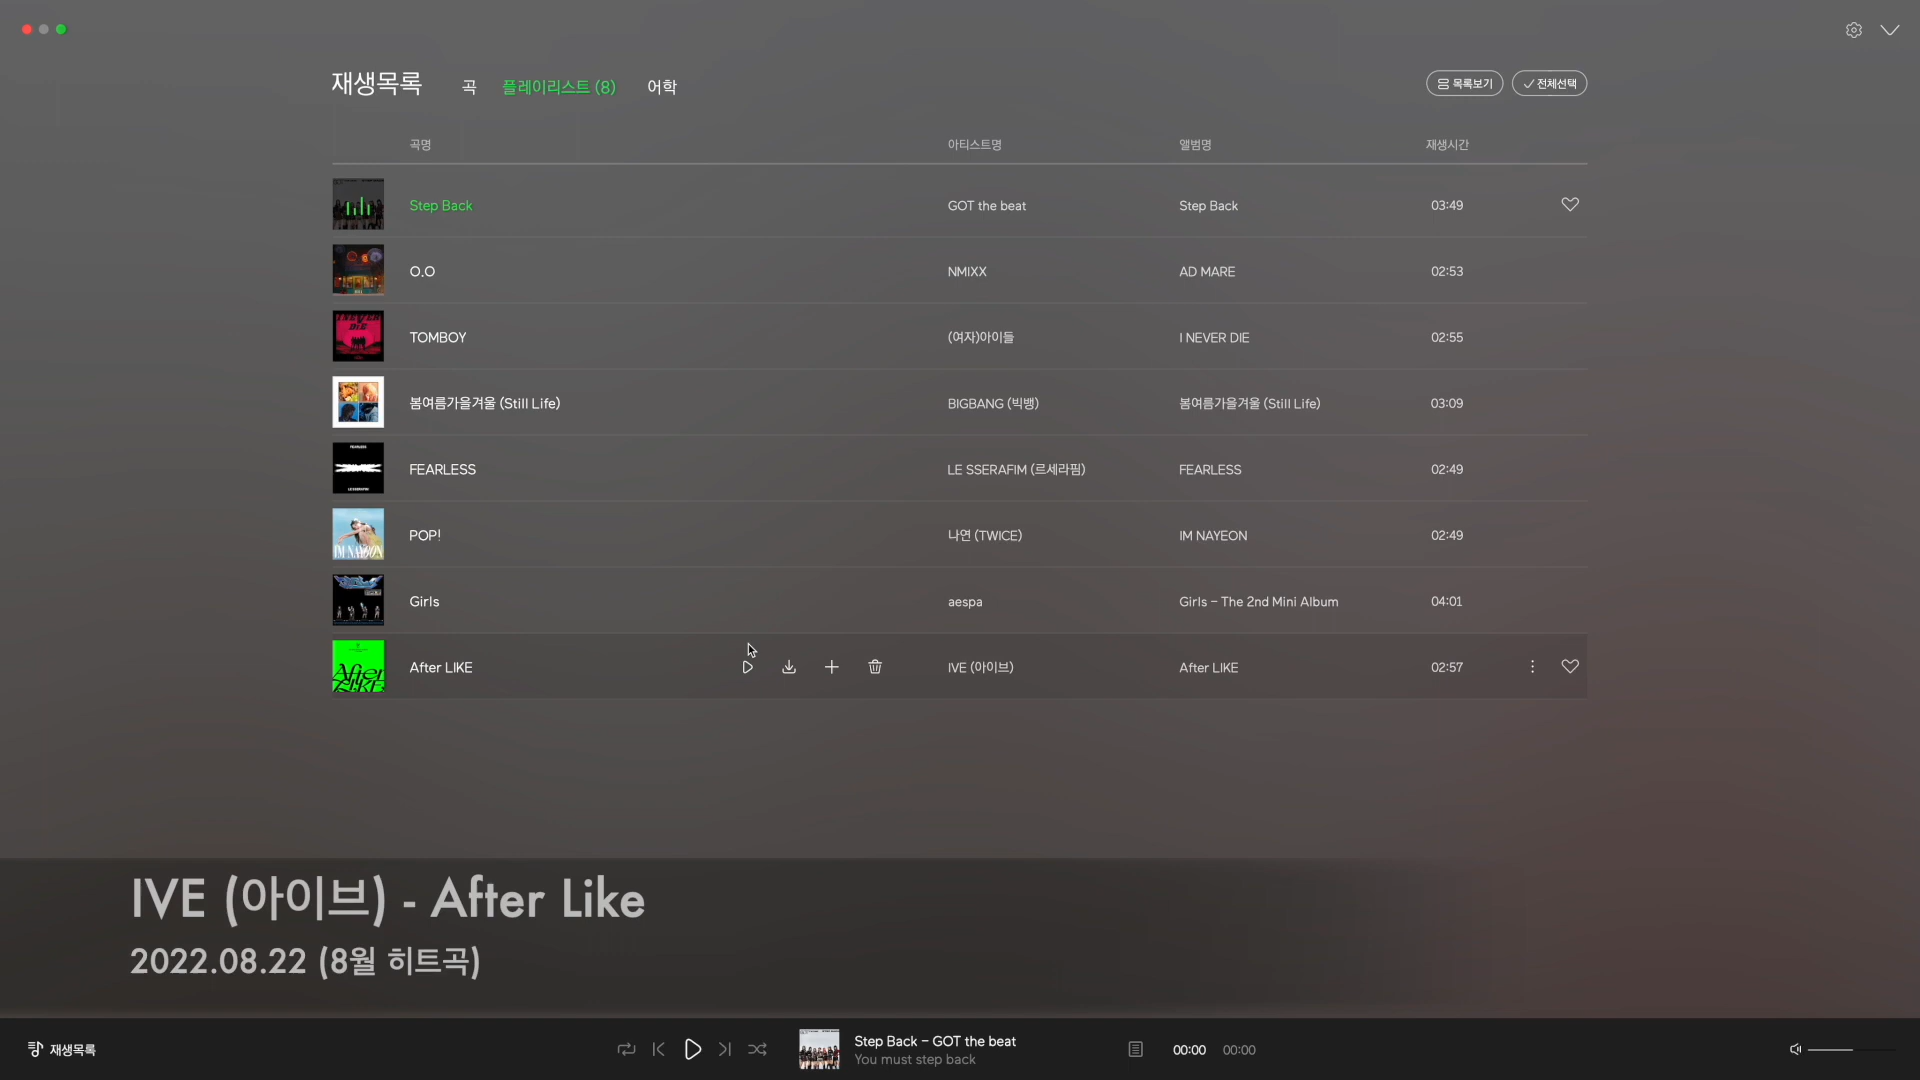 재생목록 곡 플레이리스트 (8) 어학 목록보기 전체선택
곡명 아티스트명 앨범명 재생시간
Step Back GOT the beat Step Back 03:49
O.O NMIXX AD MARE 02:53
TOMBOY (여자)아이들 I NEVER DIE 02:55
봄여름가을겨울 (Still Life) BIGBANG (빅뱅) 봄여름가을겨울 (Still Life) 03:09
FEARLESS LE SSERAFIM (르세라핌) FEARLESS 02:49
POP! 나연 (TWICE) IM NAYEON 02:49
Girls aespa Girls – The 2nd Mini Album 04:01
After LIKE IVE (아이브) After LIKE 02:57
IVE (아이브) - After Like
2022.08.22 (8월 히트곡)
재생목록
Step Back – GOT the beat
You must step back
00:00 00:00